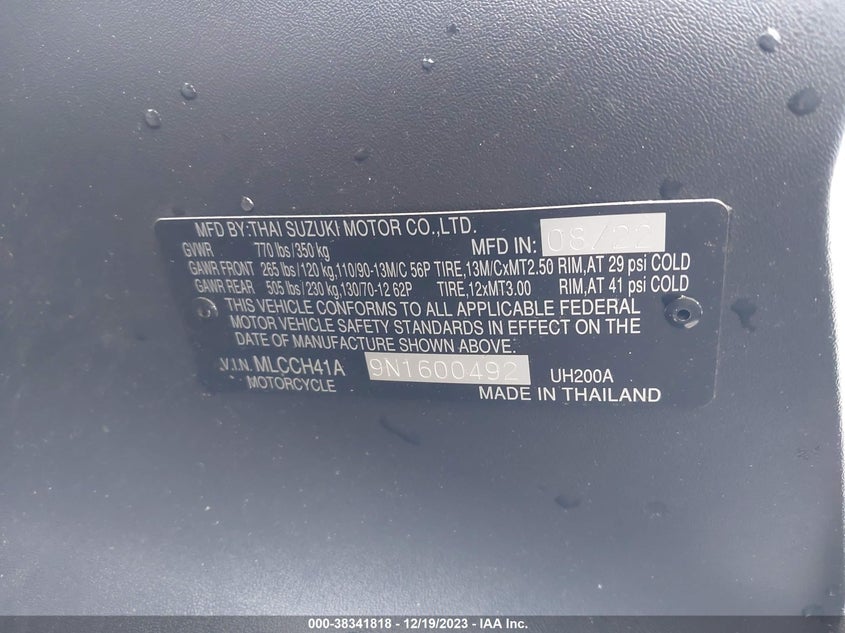 MFD BY:THAI SUZUKI MOTOR CO.,LTD.
GVWR 770 lbs/350 kg MFD IN: 08/22
GAWR FRONT 265 lbs/120 kg,110/90-13M/C 56P TIRE,13M/CxMT2.50 RIM,AT 29 psi COLD
GAWR REAR 505 lbs/230 kg,130/70-12 62P TIRE,12xMT3.00 RIM,AT 41 psi COLD
THIS VEHICLE CONFORMS TO ALL APPLICABLE FEDERAL
MOTOR VEHICLE SAFETY STANDARDS IN EFFECT ON THE
DATE OF MANUFACTURE SHOWN ABOVE.
V.I.N. MLCCH41A 9N1600492 UH200A
MOTORCYCLE MADE IN THAILAND
000-38341818 - 12/19/2023 - IAA Inc.